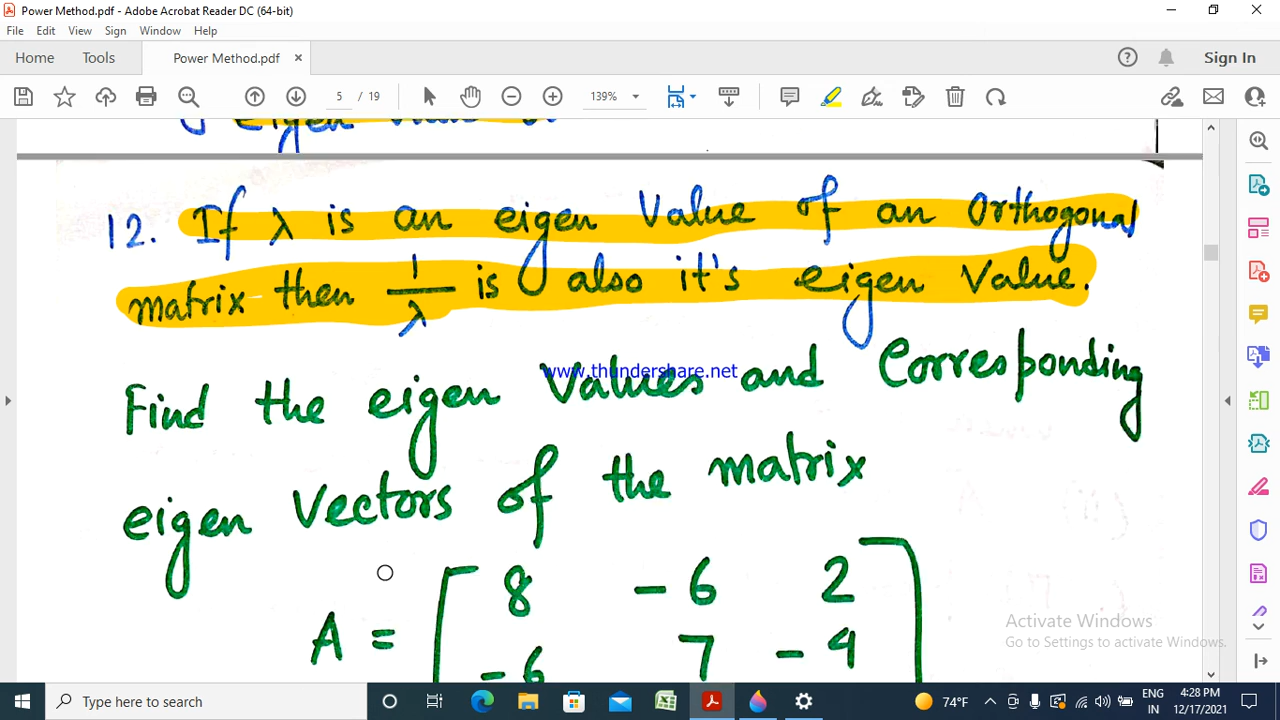 Power Method.pdf - Adobe Acrobat Reader DC (64-bit)
File Edit View Sign Window Help
Home Tools Power Method.pdf × Sign In
5 / 19 139%
eigen value of
12. If λ is an eigen Value of an Orthogonal
matrix then 1/λ is also it's eigen Value.
www.thundershare.net
Find the eigen Values and Corresponding
eigen Vectors of the matrix
8 - 6 2
A =
- 6 7 - 4
Activate Windows
Go to Settings to activate Windows.
Type here to search
74°F
ENG
IN
4:28 PM
12/17/2021